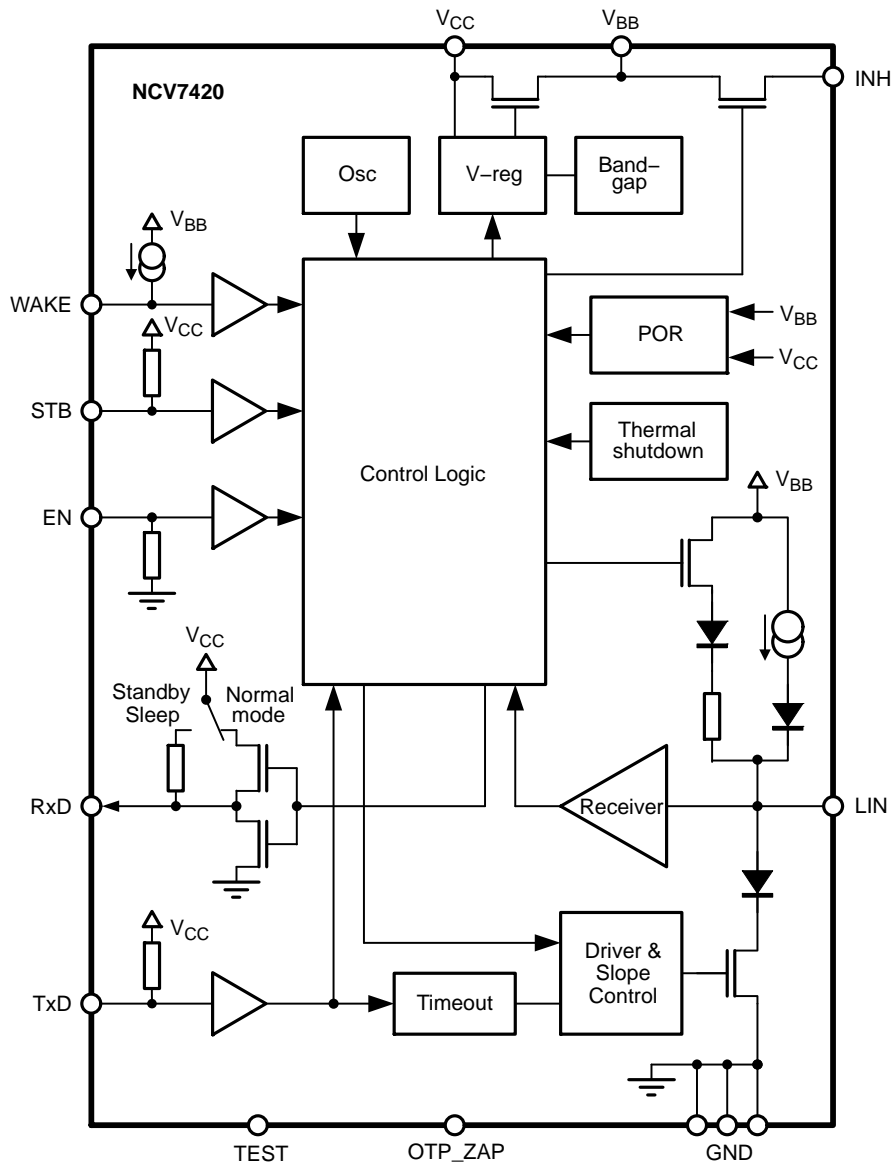 VCC
VBB
INH
NCV7420
Osc
V−reg
Band−
gap
VBB
WAKE
VCC
STB
EN
Control Logic
POR
VBB
VCC
Thermal
shutdown
VBB
VCC
Standby
Sleep
Normal
mode
RxD
Receiver
LIN
VCC
TxD
Timeout
Driver &
Slope
Control
TEST
OTP_ZAP
GND